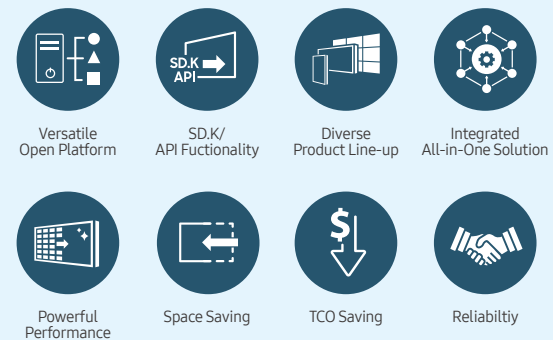 SD.K
API
Versatile
Open Platform
SD.K/
API Fuctionality
Diverse
Product Line-up
Integrated
All-in-One Solution
$
Powerful
Performance
Space Saving
TCO Saving
Reliabiltiy